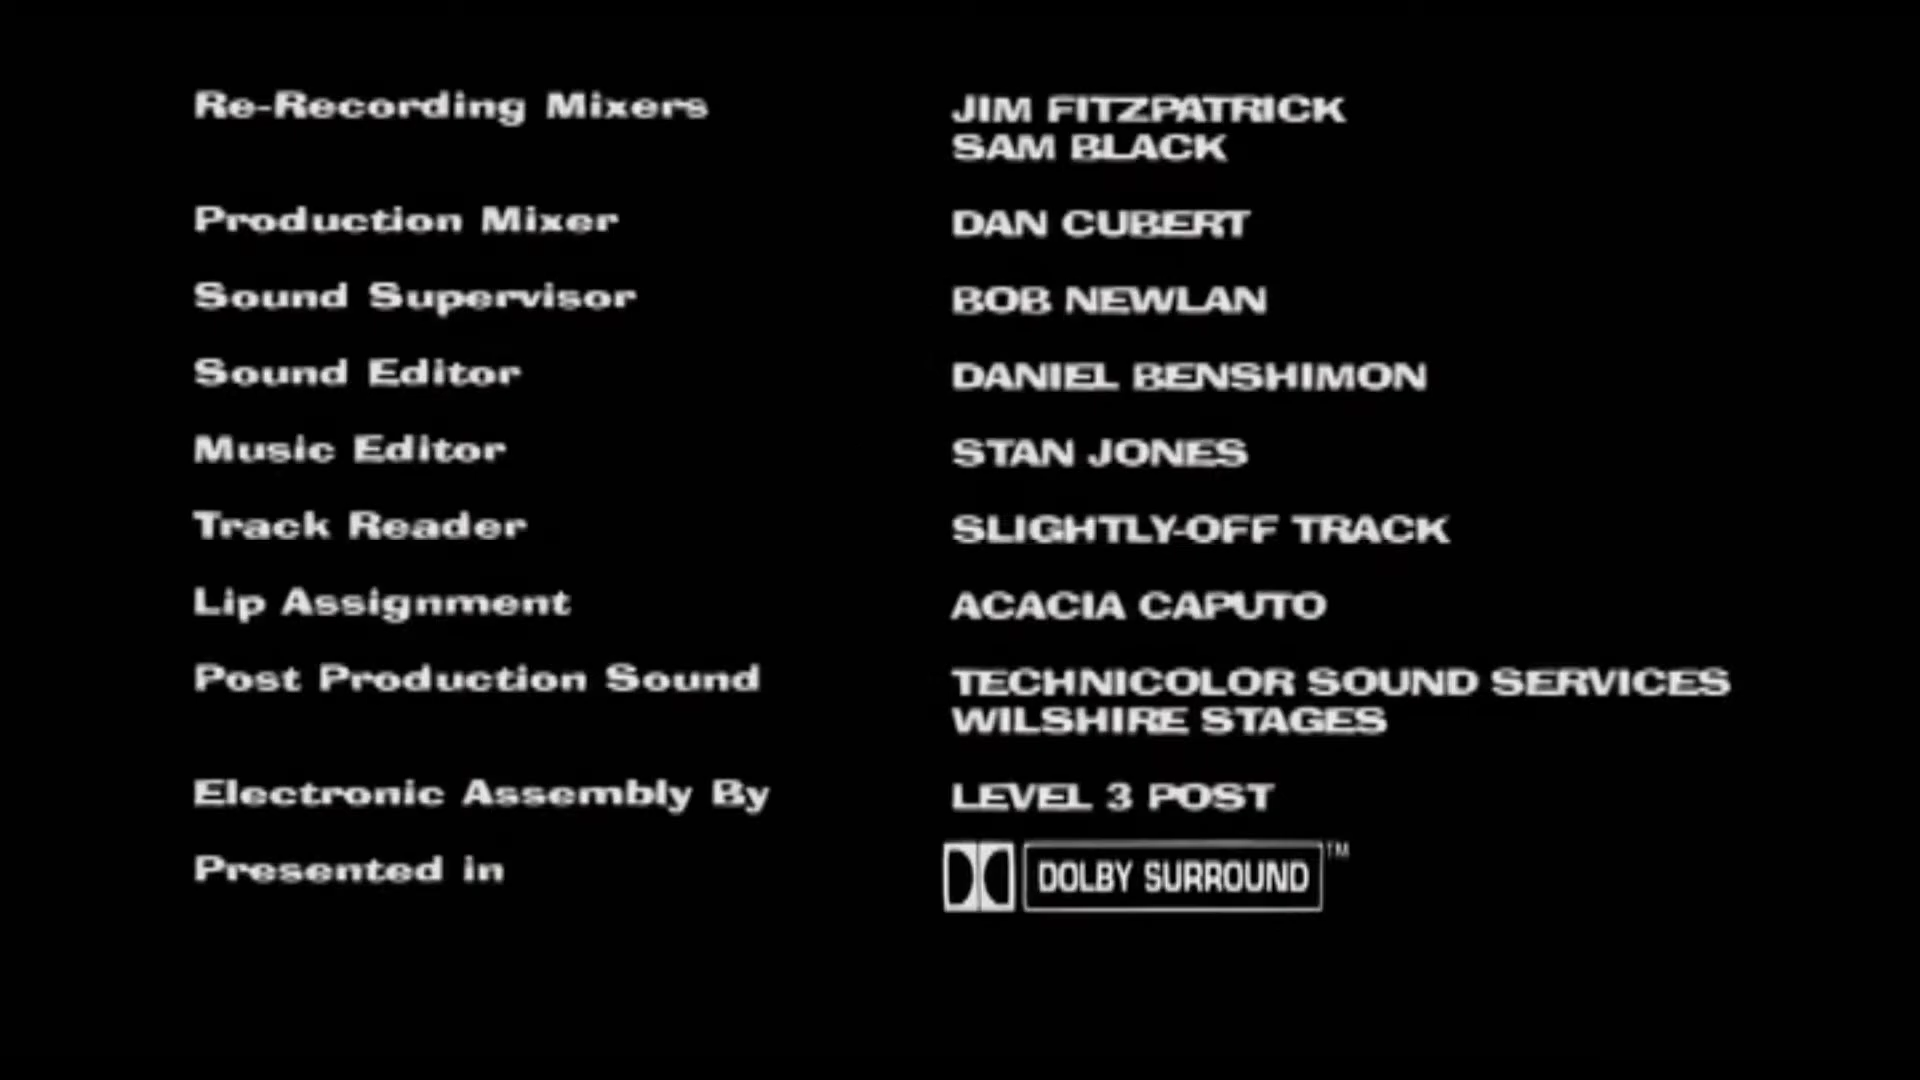 Re-Recording Mixers JIM FITZPATRICK
SAM BLACK
Production Mixer DAN CUBERT
Sound Supervisor BOB NEWLAN
Sound Editor DANIEL BENSHIMON
Music Editor STAN JONES
Track Reader SLIGHTLY-OFF TRACK
Lip Assignment ACACIA CAPUTO
Post Production Sound TECHNICOLOR SOUND SERVICES
WILSHIRE STAGES
Electronic Assembly By LEVEL 3 POST
Presented in DOLBY SURROUND™